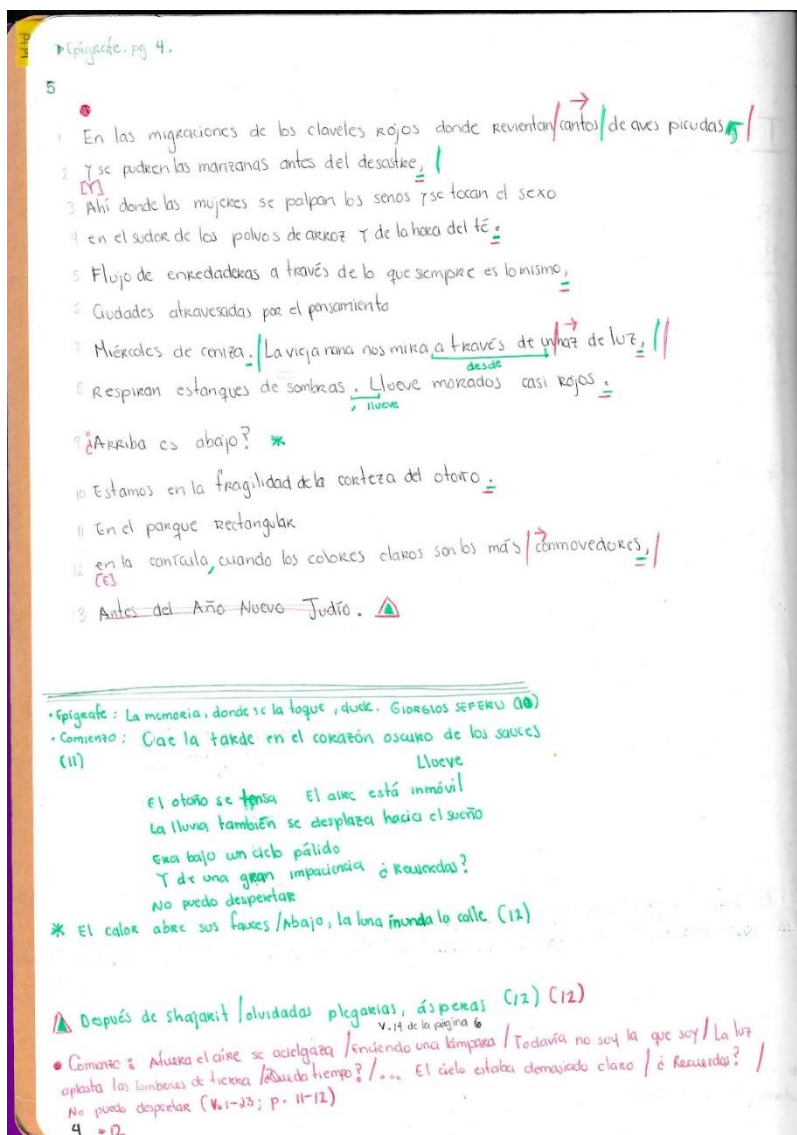 Epígrafe. pg 4.
5
1 En las migraciones de los claveles rojos donde revientan/cantos/de aves picudas, /
2 Y se pudren las manzanas antes del desastre, /
[Y]
3 Ahí donde las mujeres se palpan los senos y se tocan el sexo
4 en el sudor de los polvos de arroz y de la hora del té.
5 Flujo de enredaderas a través de lo que siempre es lo mismo,
6 Ciudades atravesadas por el pensamiento
7 Miércoles de ceniza. / La vieja nana nos mira a través de un/haz de luz, //
desde
8 Respiran estanques de sombras. Llueve morados casi rojos.
, llueve
9 ¿Arriba es abajo? *
10 Estamos en la fragilidad de la corteza del otoño.
11 En el parque rectangular
12 en la canícula, cuando los colores claros son los más / conmovedores, /
[E]
3 Antes del Año Nuevo Judío.
• Epígrafe: La memoria, donde se la toque, duele. GIORGIOS SEFERU (10)
• Comienzo: Cae la tarde en el corazón oscuro de los sauces
(11)
Llueve
El otoño se tensa El aire está inmóvil
La lluvia también se desplaza hacia el sueño
Era bajo un cielo pálido
Y de una gran impaciencia ¿Recuerdas?
No puedo despertar
* El calor abre sus fauces /Abajo, la luna inunda la calle (12)
Después de Shajarit /olvidadas plegarias, ásperas (12) (12)
V. 14 de la página 6
• Comienzo: Afuera el aire se acielgaza /Enciendo una lámpara / Todavía no soy la que soy / La luz
aplasta las lombrices de tierra /¿Queda tiempo? /... El cielo estaba demasiado claro / ¿Recuerdas? /
No puedo despertar (V. 1-23; p. 11-12)
4 = 12